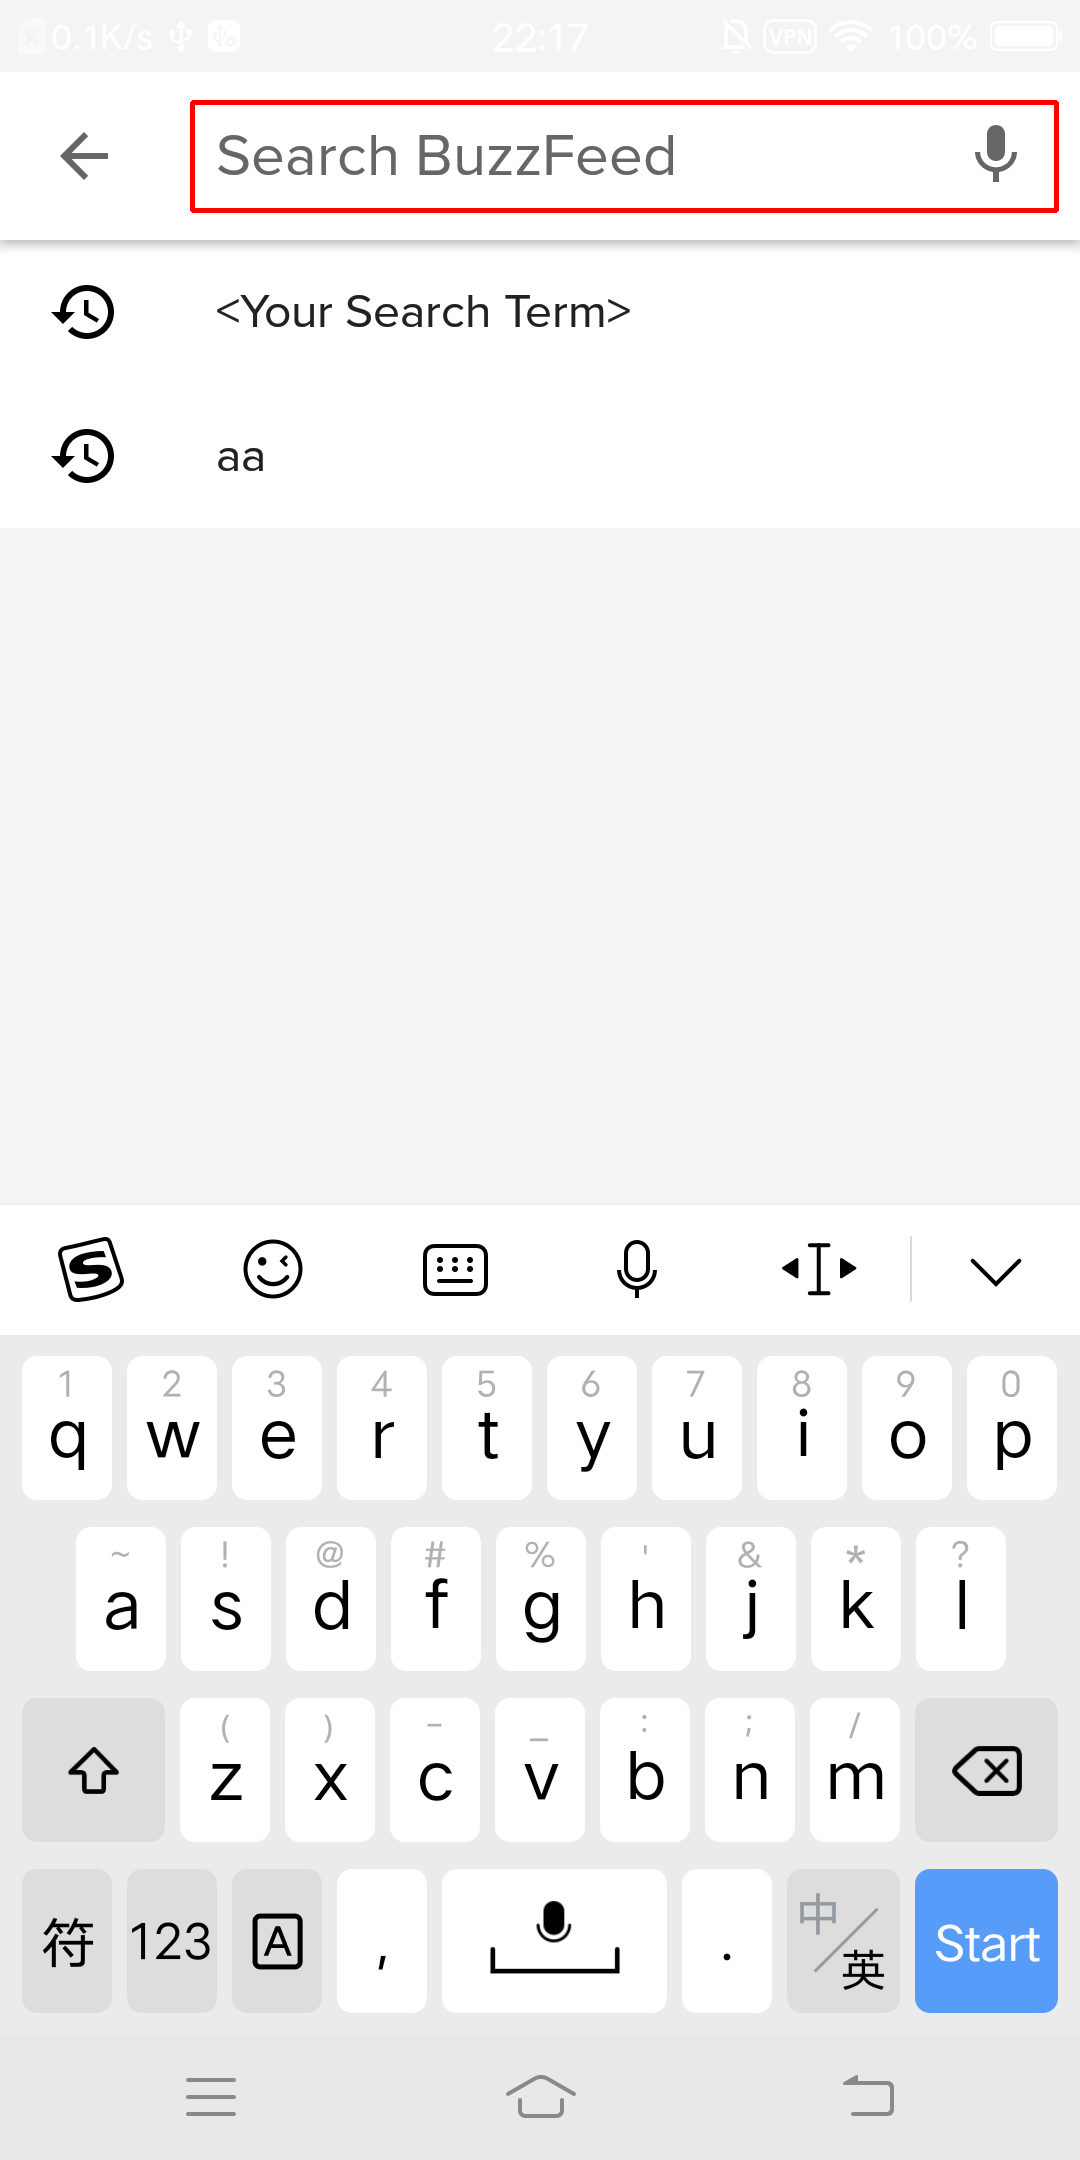 0.1K/s 22:17 VPN 100%
Search BuzzFeed
<Your Search Term>
aa
1 2 3 4 5 6 7 8 9 0
q w e r t y u i o p
~ ! @ # % ' & * ?
a s d f g h j k l
( ) - _ : ; /
z x c v b n m
符 123 A , . 中/英 Start